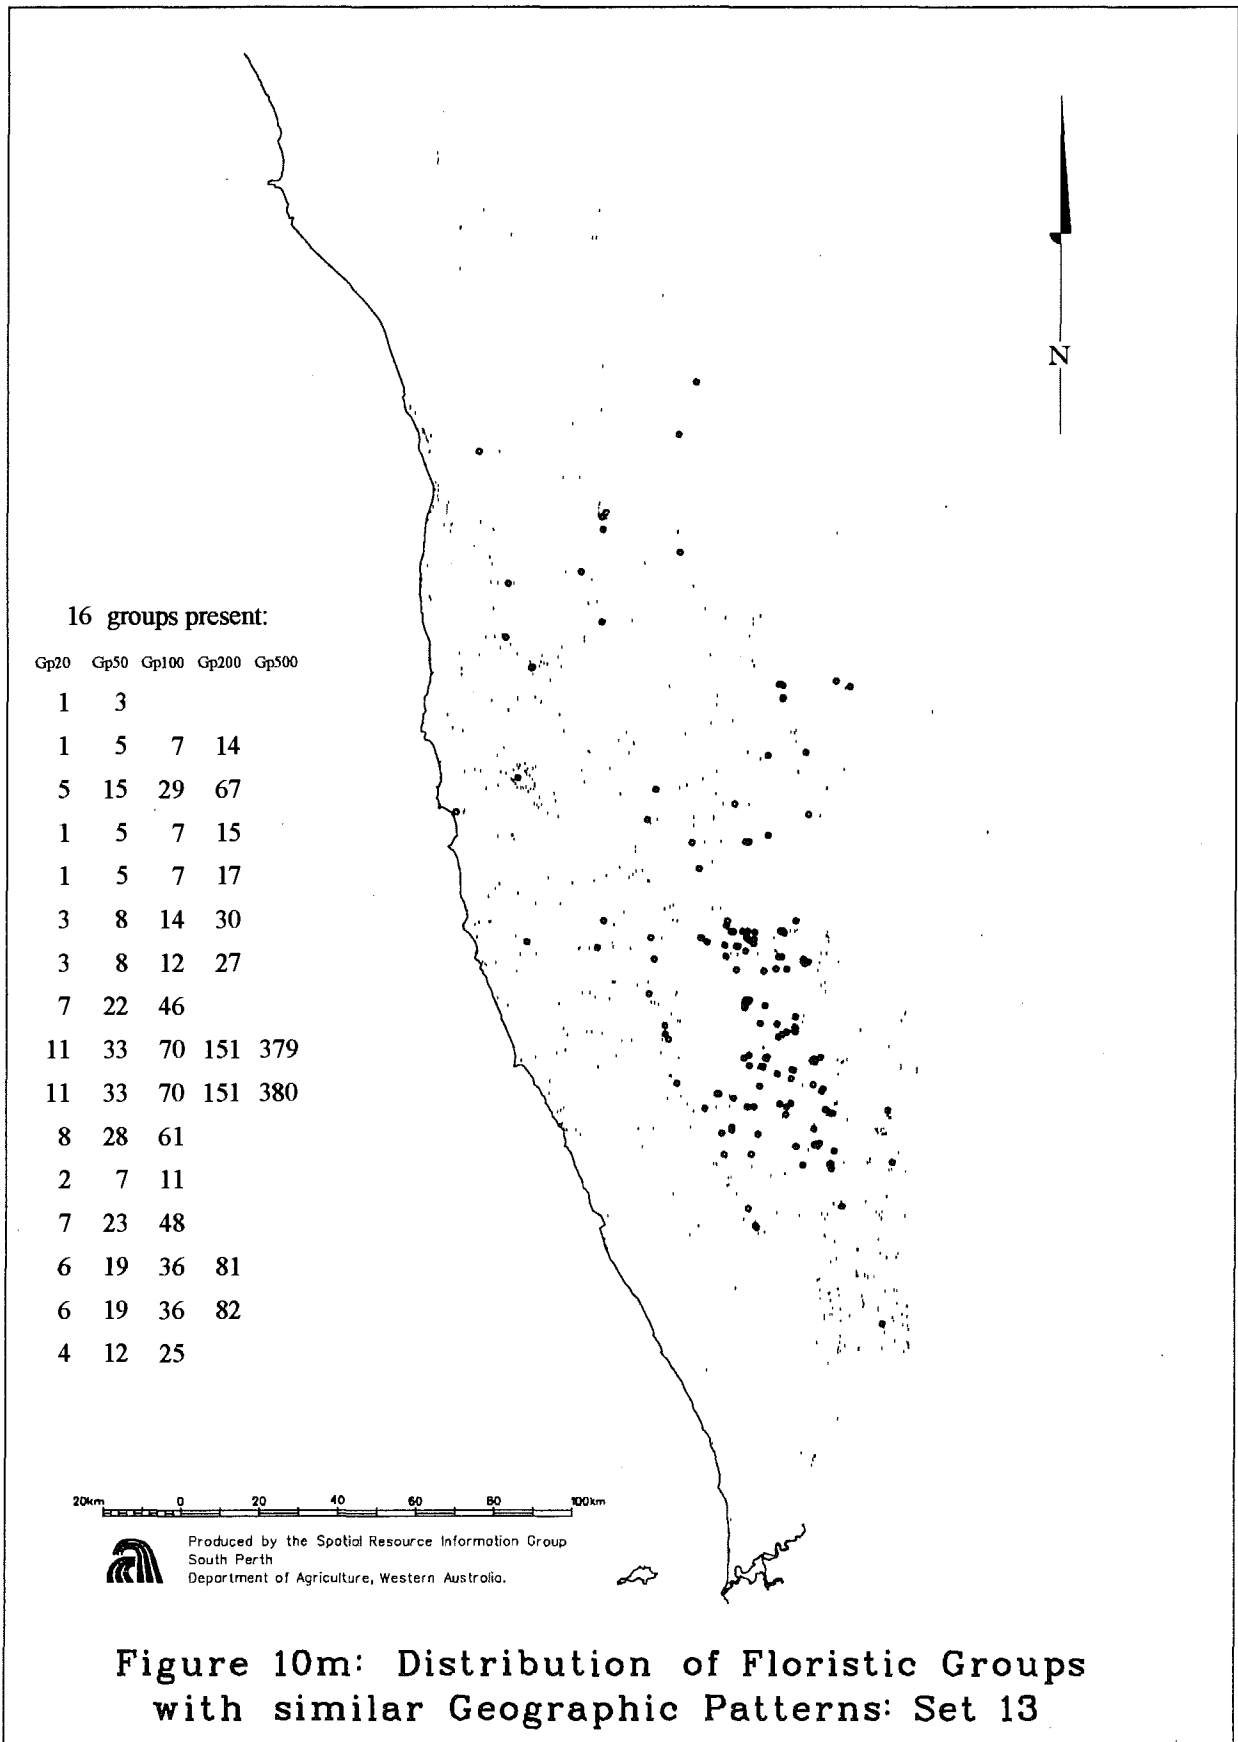 N
16 groups present:
Gp20 Gp50 Gp100 Gp200 Gp500
1 3
1 5 7 14
5 15 29 67
1 5 7 15
1 5 7 17
3 8 14 30
3 8 12 27
7 22 46
11 33 70 151 379
11 33 70 151 380
8 28 61
2 7 11
7 23 48
6 19 36 81
6 19 36 82
4 12 25
20km 0 20 40 60 80 100km
Produced by the Spatial Resource Information Group
South Perth
Department of Agriculture, Western Australia.
Figure 10m: Distribution of Floristic Groups
with similar Geographic Patterns: Set 13